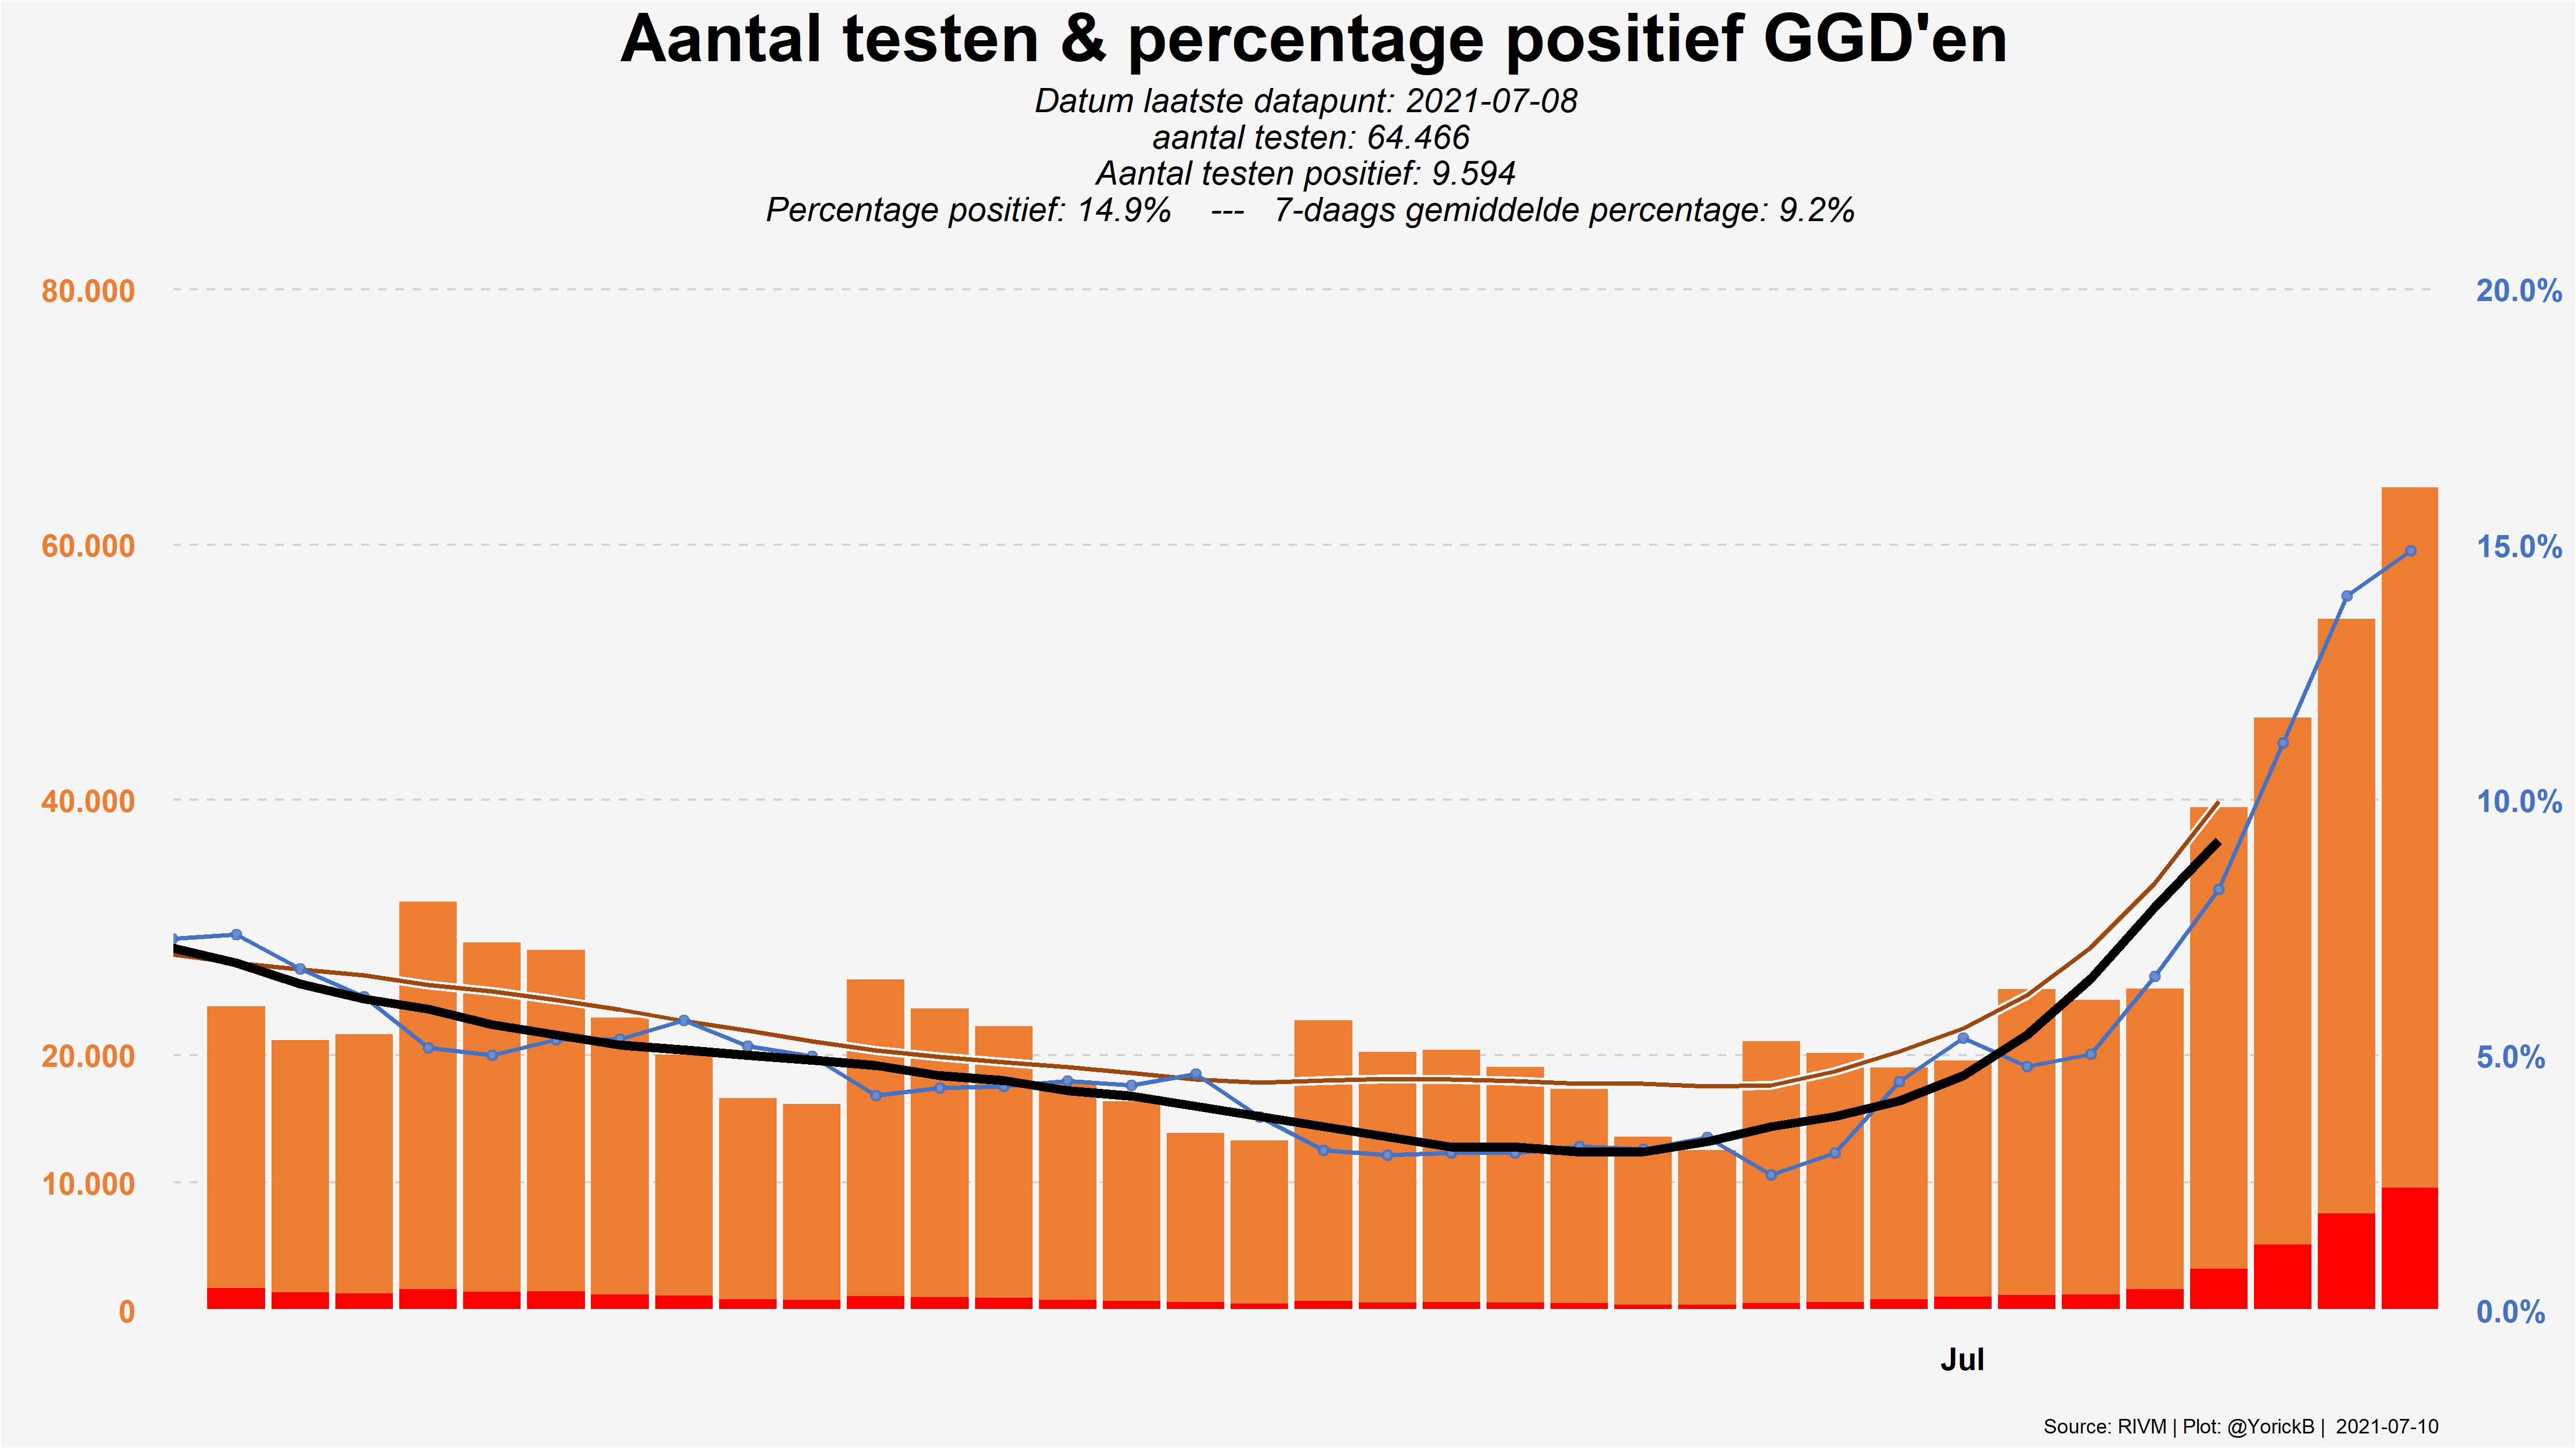 Aantal testen & percentage positief GGD'en
Datum laatste datapunt: 2021-07-08
aantal testen: 64.466
Aantal testen positief: 9.594
Percentage positief: 14.9%    ---   7-daags gemiddelde percentage: 9.2%
80.000
20.0%
60.000
15.0%
40.000
10.0%
20.000
5.0%
10.000
0
0.0%
Jul
Source: RIVM | Plot: @YorickB |  2021-07-10